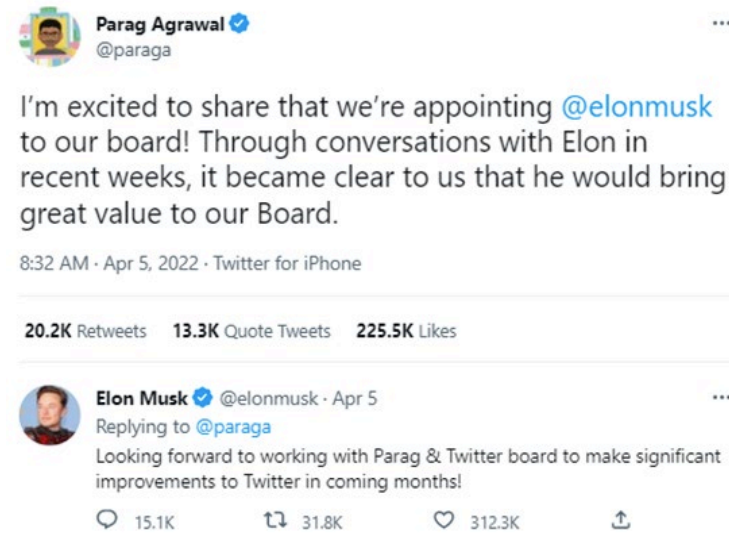 Parag Agrawal
@paraga
I’m excited to share that we’re appointing @elonmusk
to our board! Through conversations with Elon in
recent weeks, it became clear to us that he would bring
great value to our Board.
8:32 AM · Apr 5, 2022 · Twitter for iPhone
20.2K Retweets 13.3K Quote Tweets 225.5K Likes
Elon Musk @elonmusk · Apr 5
Replying to @paraga
Looking forward to working with Parag & Twitter board to make significant
improvements to Twitter in coming months!
15.1K 31.8K 312.3K